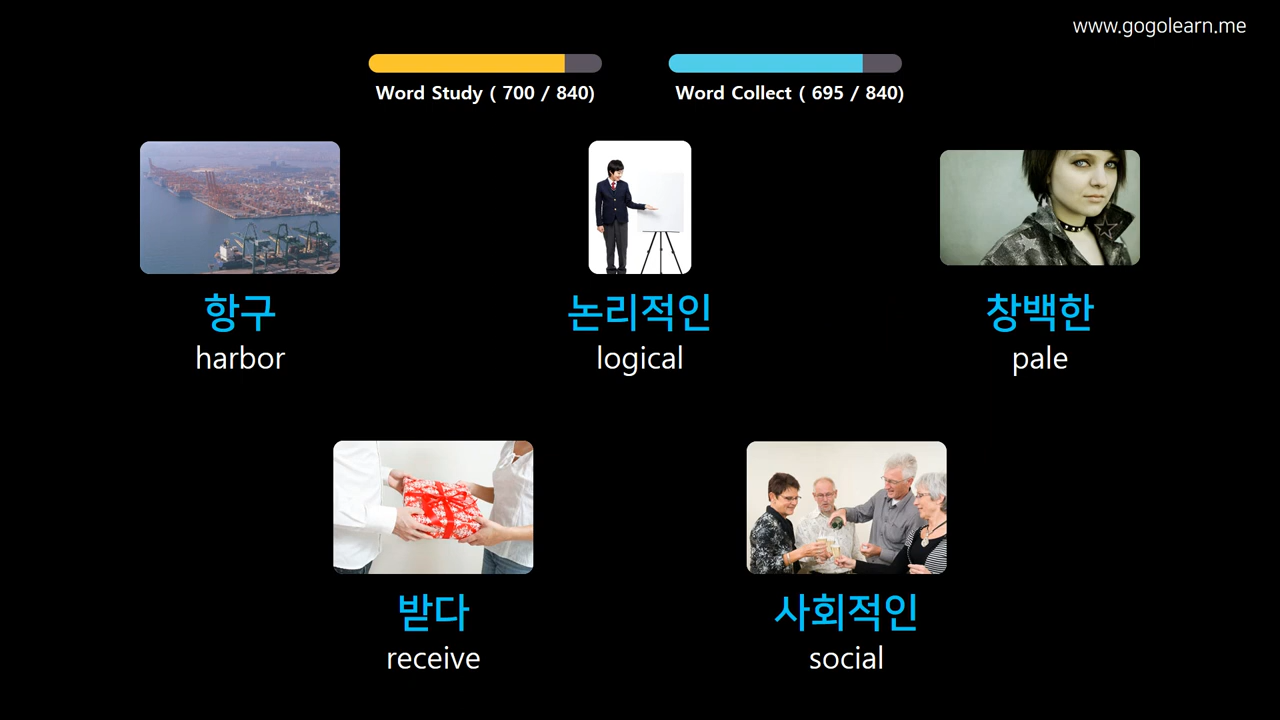 www.gogolearn.me
Word Study ( 700 / 840)
Word Collect ( 695 / 840)
항구
harbor
논리적인
logical
창백한
pale
받다
receive
사회적인
social